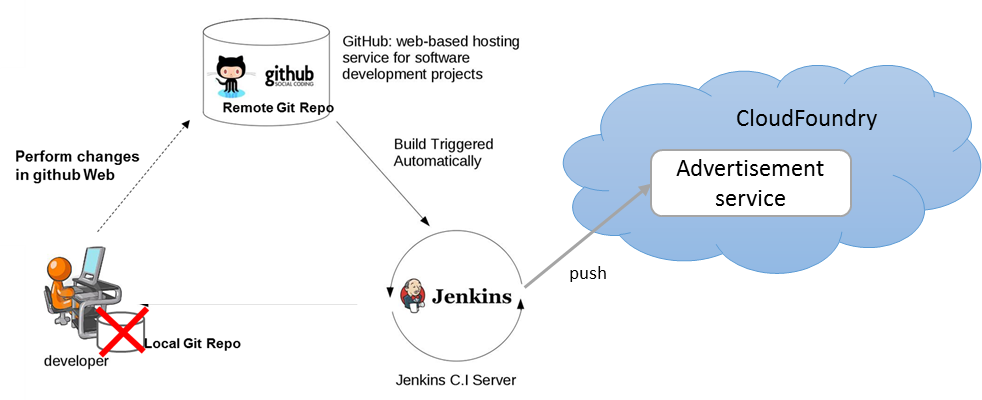 GitHub: web-based hosting
service for software
development projects
github
SOCIAL CODING
Remote Git Repo
CloudFoundry
Build Triggered
Automatically
Perform changes
in github Web
Advertisement
service
push
Jenkins
Local Git Repo
developer
Jenkins C.I Server